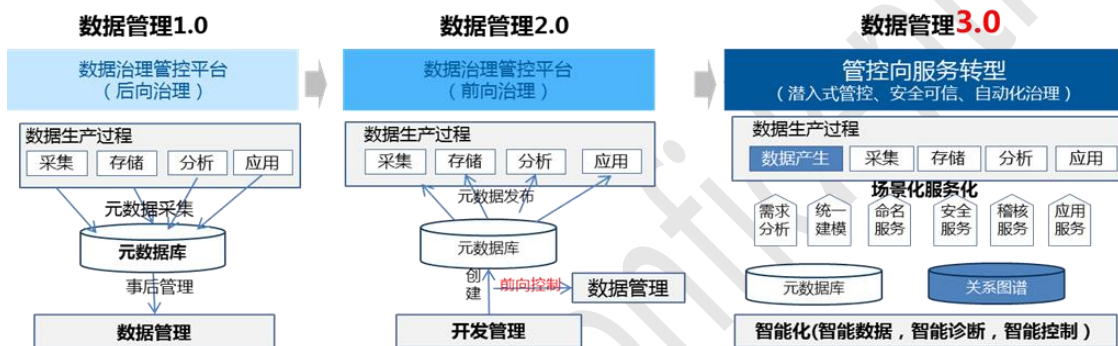 数据管理1.0
数据治理管控平台
（后向治理）
数据生产过程
采集
存储
分析
应用
元数据采集
元数据库
事后管理
数据管理
数据管理2.0
数据治理管控平台
（前向治理）
数据生产过程
采集
存储
分析
应用
元数据发布
元数据库
创建
前向控制
数据管理
开发管理
数据管理3.0
管控向服务转型
（潜入式管控、安全可信、自动化治理）
数据生产过程
数据产生
采集
存储
分析
应用
场景化服务化
需求
分析
统一
建模
命名
服务
安全
服务
稽核
服务
应用
服务
元数据库
关系图谱
智能化(智能数据，智能诊断，智能控制）